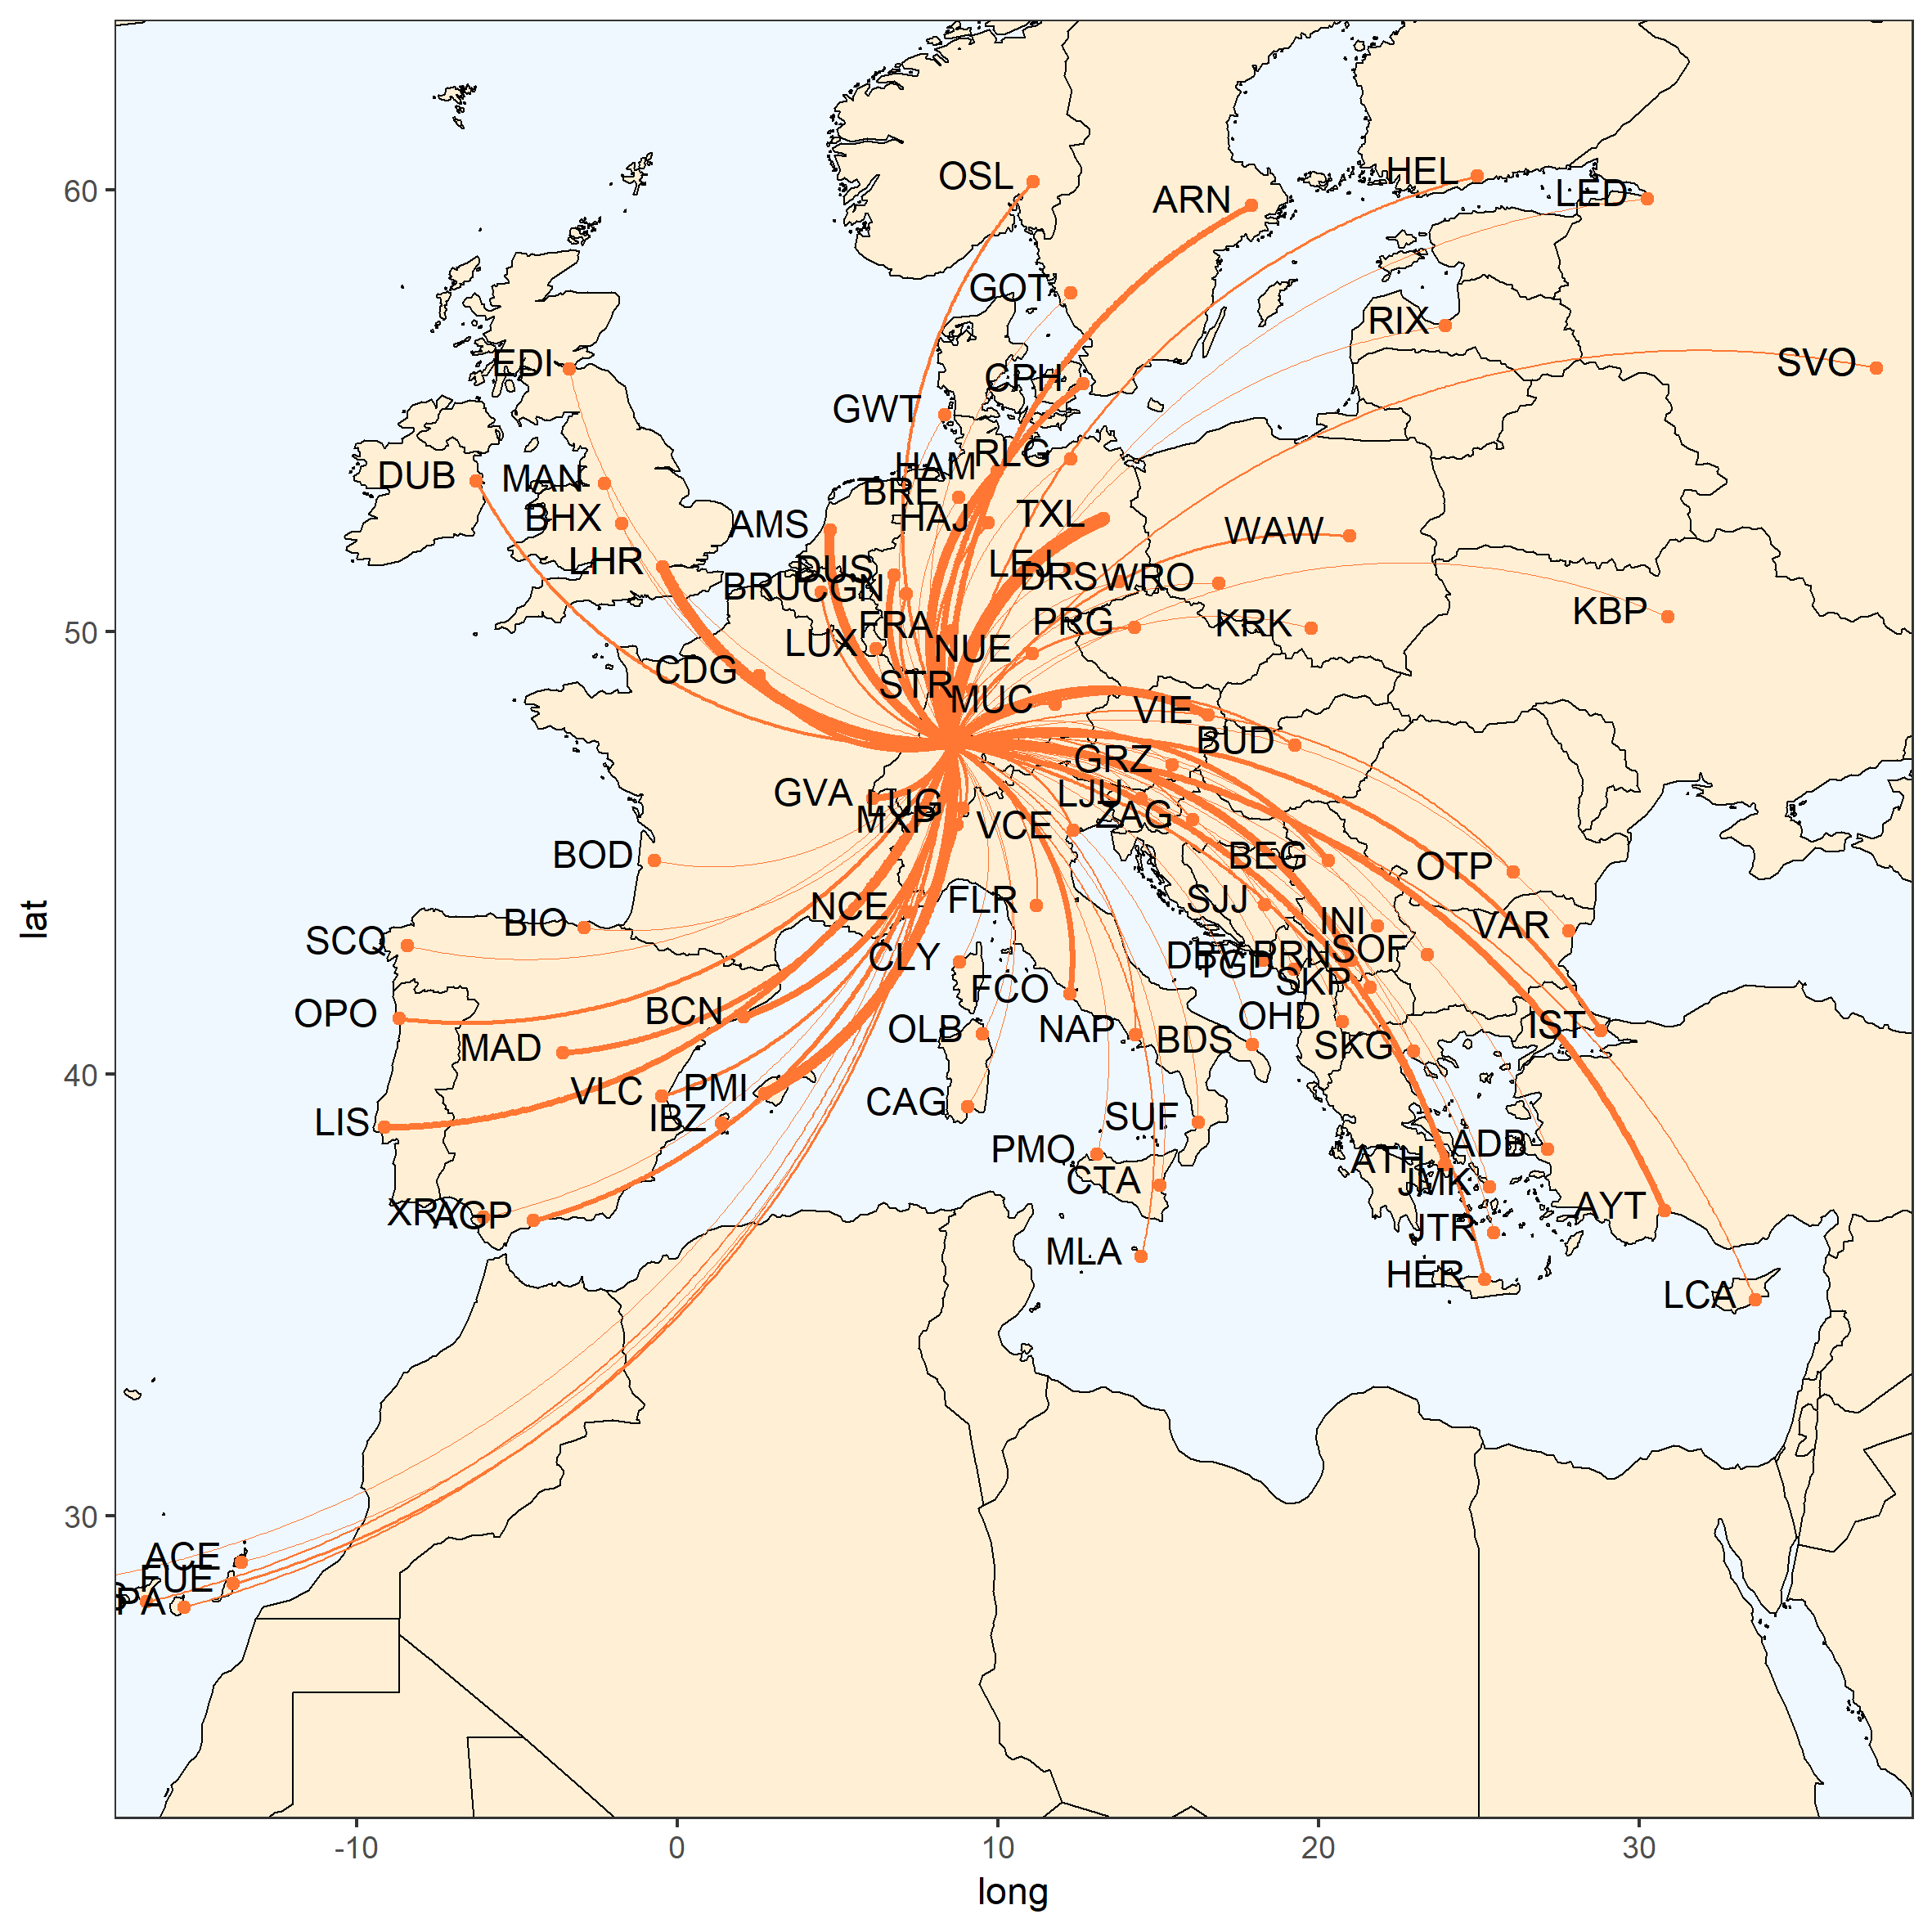 OSL
HEL
LED
ARN
60
GOT
RIX
EDI
SVO
CPH
GWT
RLG
HAM
DUB
MAN
BRE
BHX
HAJ
TXL
AMS
WAW
LHR
DUS
LEJ
DRS
WRO
BRU
CGN
KBP
50
FRA
PRG
KRK
LUX
NUE
CDG
STR
MUC
VIE
BUD
GRZ
GVA
LUG
LJU
MXP
VCE
ZAG
BOD
BEG
OTP
NCE
FLR
SJJ
BIO
INI
VAR
SCQ
CLY
DBV
PRN
SOF
TGD
SKP
FCO
OPO
BCN
OLB
NAP
OHD
IST
BDS
MAD
SKG
40
VLC
PMI
IBZ
CAG
LIS
SUF
PMO
ADB
ATH
CTA
JMK
XRY
AGP
AYT
JTR
MLA
HER
LCA
30
ACE
FUE
PA
-10
0
10
20
30
long
lat